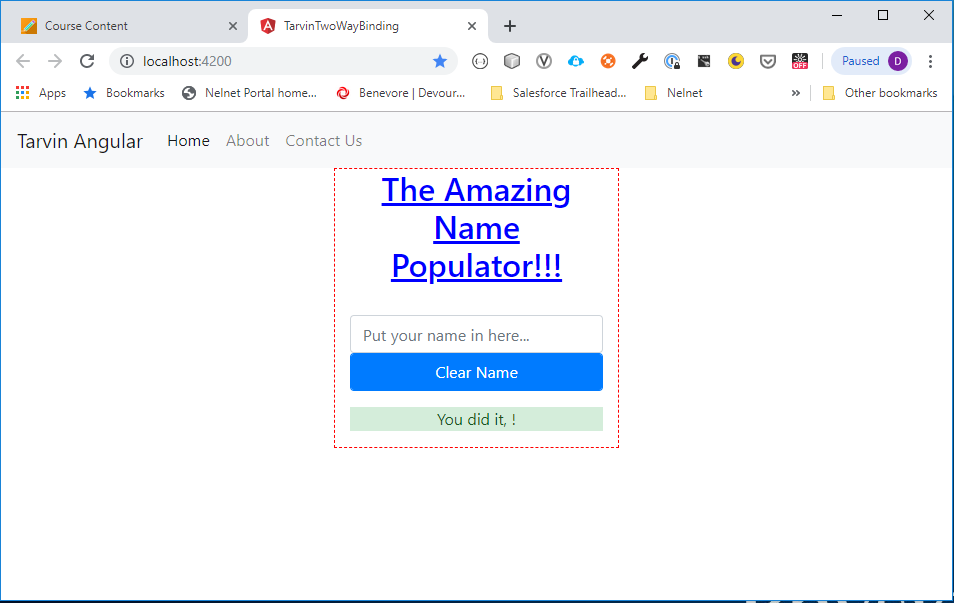 Course Content
TarvinTwoWayBinding
localhost:4200
OFF
Paused D
Apps
Bookmarks
Nelnet Portal home...
Benevore | Devour...
Salesforce Trailhead...
Nelnet
»
Other bookmarks
Tarvin Angular
Home
About
Contact Us
The Amazing
Name
Populator!!!
Put your name in here...
Clear Name
You did it, !